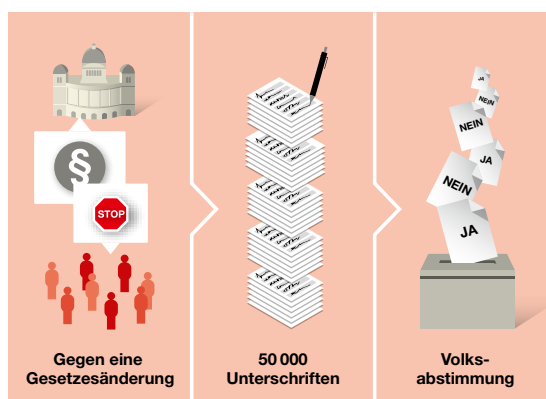 §
STOP
JA
NEIN
NEIN
JA
NEIN
JA
Gegen eine
Gesetzesänderung
50 000
Unterschriften
Volks-
abstimmung